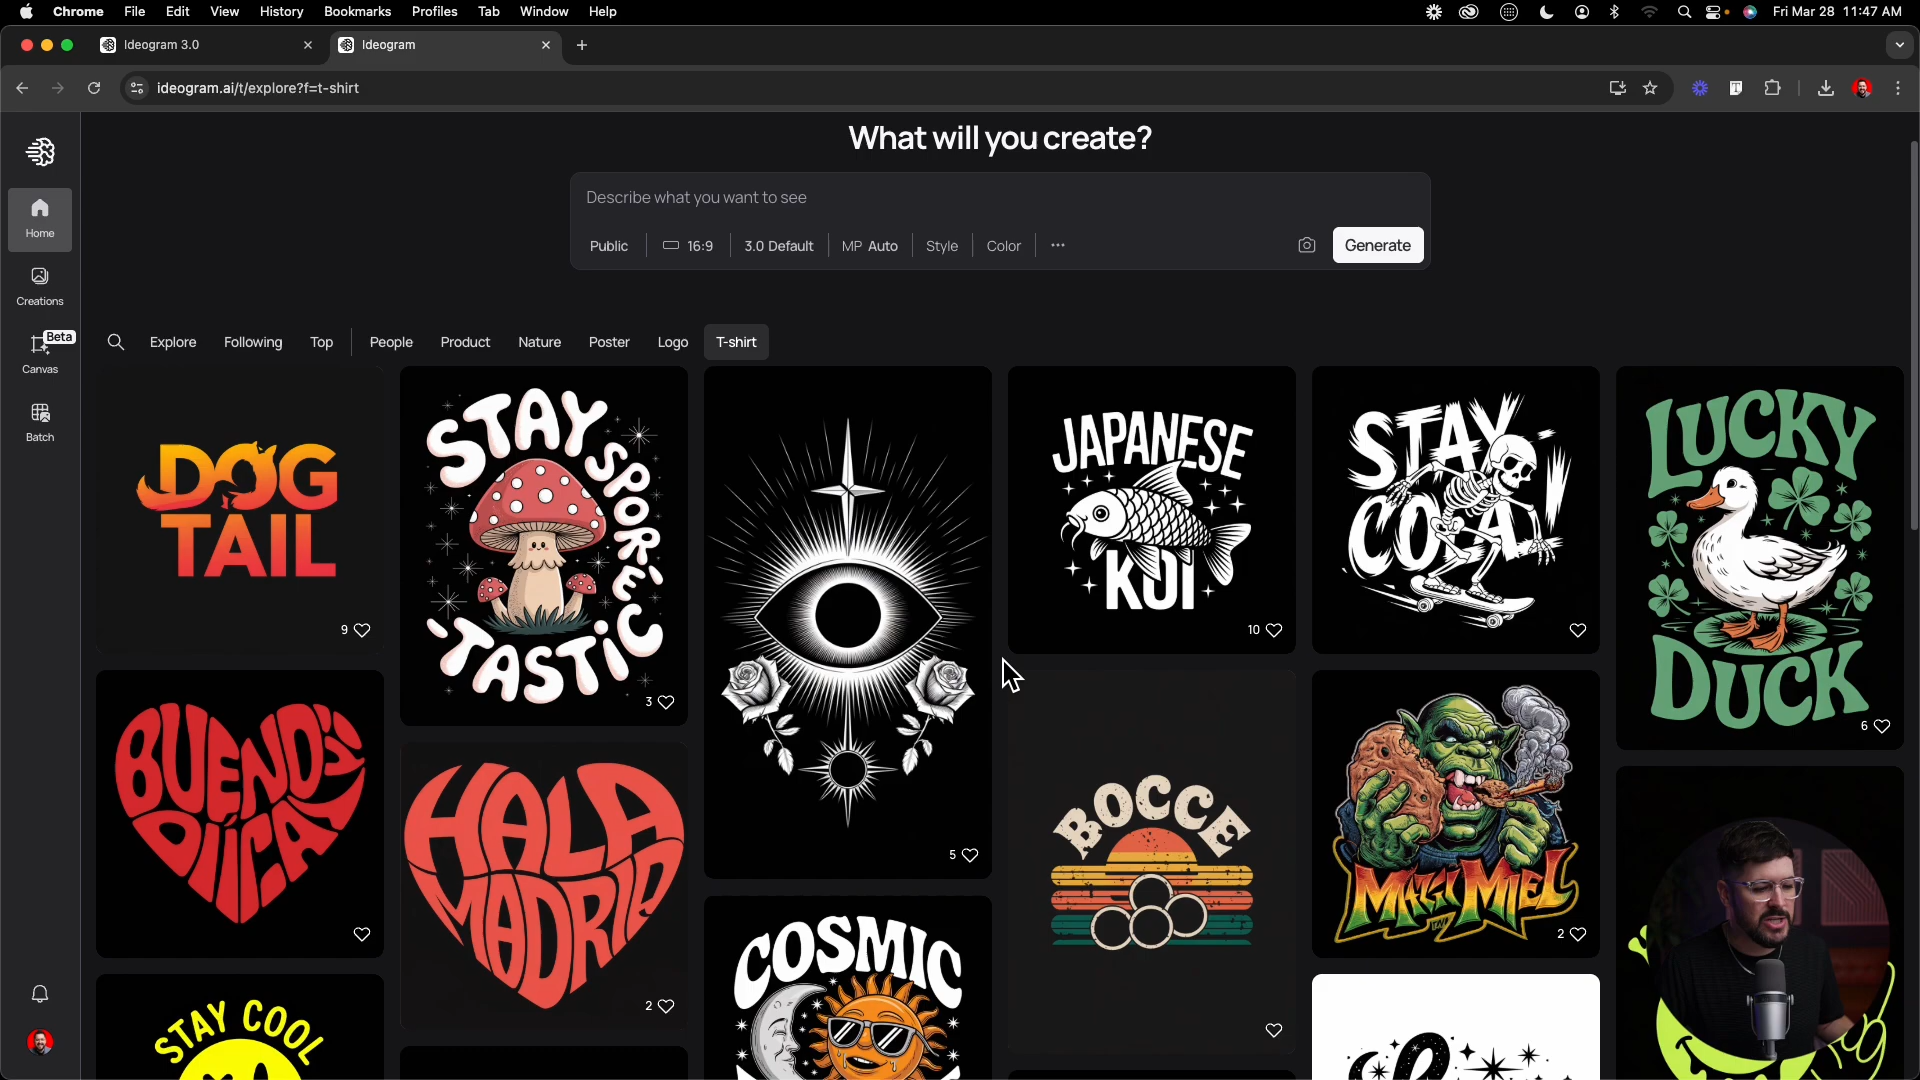 Chrome File Edit View History Bookmarks Profiles Tab Window Help
Fri Mar 28 11:47 AM
Ideogram 3.0
Ideogram
ideogram.ai/t/explore?f=t-shirt
What will you create?
Describe what you want to see
Public 16:9 3.0 Default MP Auto Style Color
Generate
Home
Creations
Beta
Canvas
Batch
Explore Following Top People Product Nature Poster Logo T-shirt
DOG
TAIL
9
STAY
SPORE'
'TASTIC
3
5
JAPANESE
KOI
10
STAY
LUCKY
DUCK
6
HALA
MADRID
2
BOCCE
2
STAY COOL
COSMIC